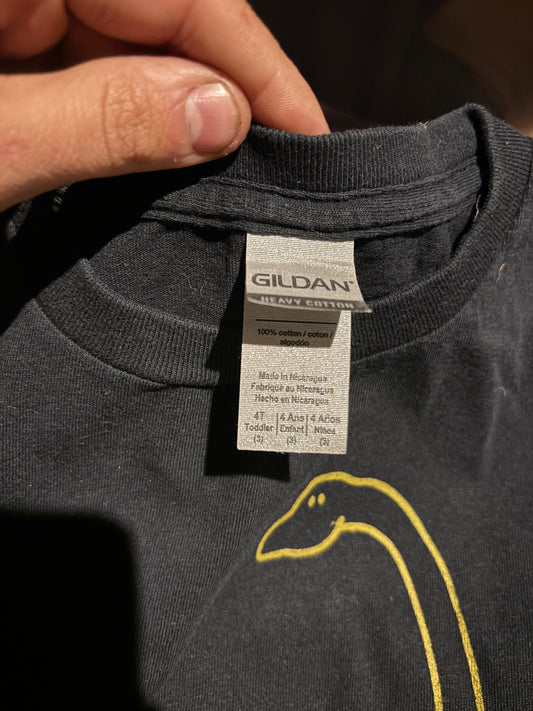 GILDAN
HEAVY COTTON
100% cotton / coton /
algodón
Made in Nicaragua
Fabriqué au Nicaragua
Hecho en Nicaragua
4T | 4 Ans | 4 Años
Toddler | Enfant | Niños
(3) (3) (3)